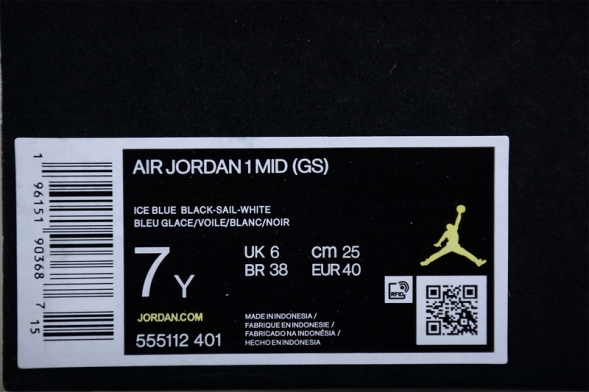 1 96151 90368 7 15
AIR JORDAN 1 MID (GS)
ICE BLUE BLACK-SAIL-WHITE
BLEU GLACE/VOILE/BLANC/NOIR
7 Y
UK 6 cm 25
BR 38 EUR 40
RFID
JORDAN.COM
555112 401
MADE IN INDONESIA /
FABRIQUE EN INDONESIE /
FABRICADO NA INDONÉSIA /
HECHO EN INDONESIA